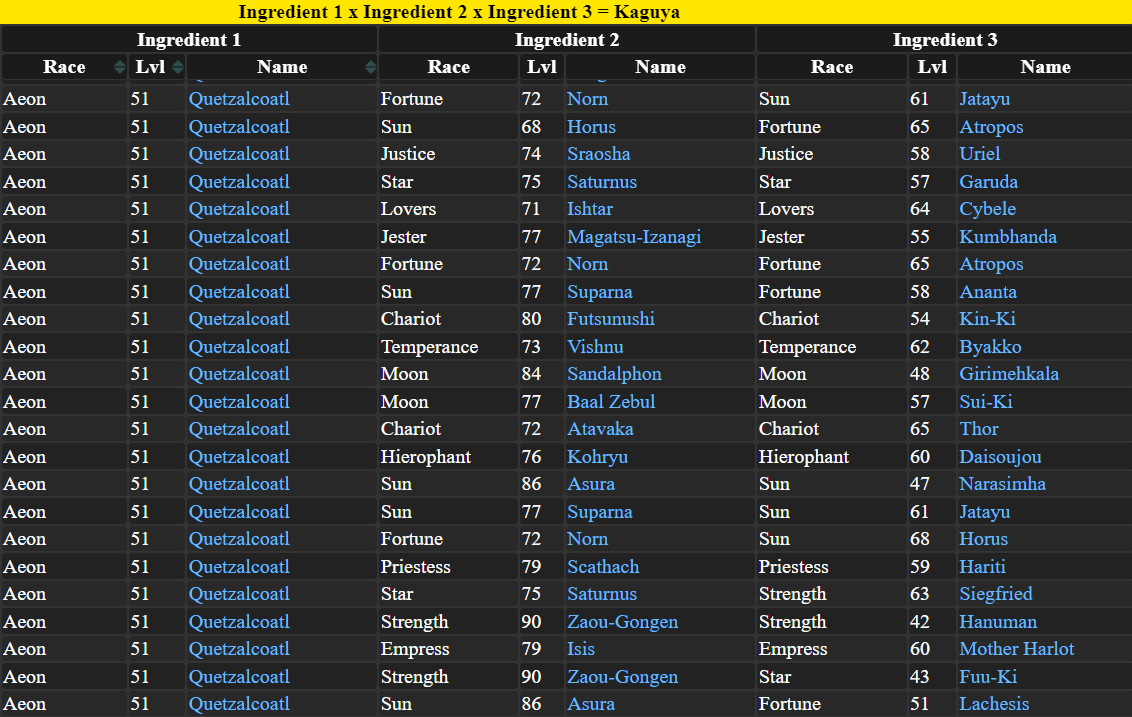 Ingredient 1 x Ingredient 2 x Ingredient 3 = Kaguya
Ingredient 1 Ingredient 2 Ingredient 3
Race Lvl Name Race Lvl Name Race Lvl Name
Aeon 51 Quetzalcoatl Fortune 72 Norn Sun 61 Jatayu
Aeon 51 Quetzalcoatl Sun 68 Horus Fortune 65 Atropos
Aeon 51 Quetzalcoatl Justice 74 Sraosha Justice 58 Uriel
Aeon 51 Quetzalcoatl Star 75 Saturnus Star 57 Garuda
Aeon 51 Quetzalcoatl Lovers 71 Ishtar Lovers 64 Cybele
Aeon 51 Quetzalcoatl Jester 77 Magatsu-Izanagi Jester 55 Kumbhanda
Aeon 51 Quetzalcoatl Fortune 72 Norn Fortune 65 Atropos
Aeon 51 Quetzalcoatl Sun 77 Suparna Fortune 58 Ananta
Aeon 51 Quetzalcoatl Chariot 80 Futsunushi Chariot 54 Kin-Ki
Aeon 51 Quetzalcoatl Temperance 73 Vishnu Temperance 62 Byakko
Aeon 51 Quetzalcoatl Moon 84 Sandalphon Moon 48 Girimehkala
Aeon 51 Quetzalcoatl Moon 77 Baal Zebul Moon 57 Sui-Ki
Aeon 51 Quetzalcoatl Chariot 72 Atavaka Chariot 65 Thor
Aeon 51 Quetzalcoatl Hierophant 76 Kohryu Hierophant 60 Daisoujou
Aeon 51 Quetzalcoatl Sun 86 Asura Sun 47 Narasimha
Aeon 51 Quetzalcoatl Sun 77 Suparna Sun 61 Jatayu
Aeon 51 Quetzalcoatl Fortune 72 Norn Sun 68 Horus
Aeon 51 Quetzalcoatl Priestess 79 Scathach Priestess 59 Hariti
Aeon 51 Quetzalcoatl Star 75 Saturnus Strength 63 Siegfried
Aeon 51 Quetzalcoatl Strength 90 Zaou-Gongen Strength 42 Hanuman
Aeon 51 Quetzalcoatl Empress 79 Isis Empress 60 Mother Harlot
Aeon 51 Quetzalcoatl Strength 90 Zaou-Gongen Star 43 Fuu-Ki
Aeon 51 Quetzalcoatl Sun 86 Asura Fortune 51 Lachesis